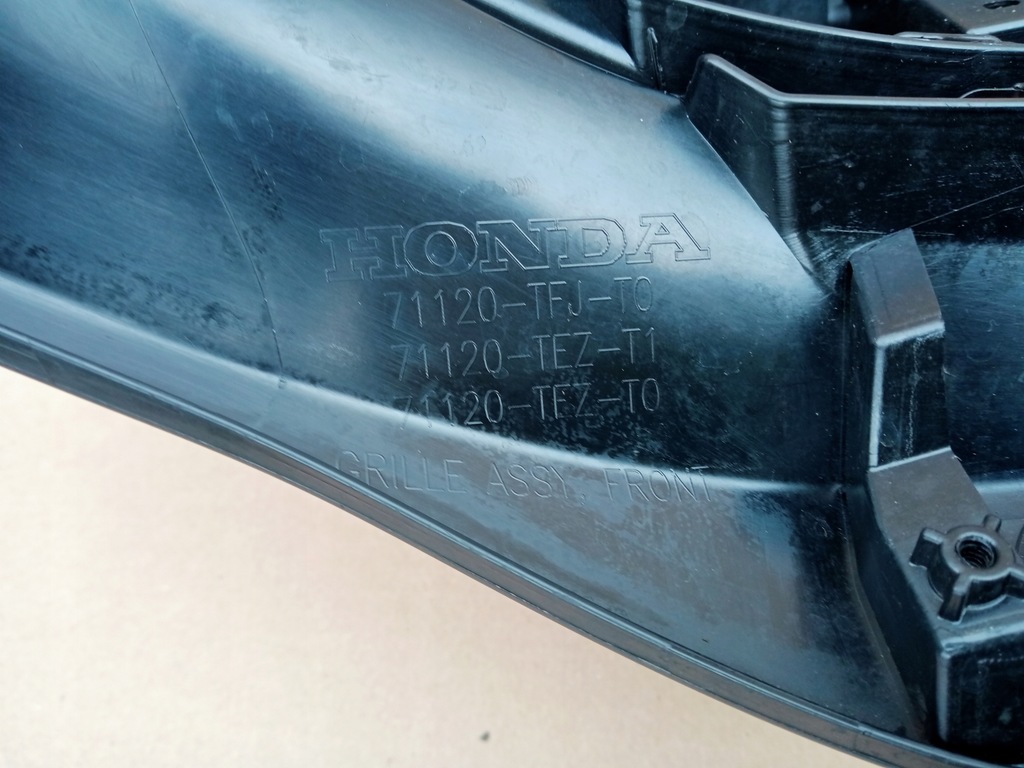 HONDA
71120-TFJ-T0
71120-TEZ-T1
71120-TFZ-T0
GRILLE ASSY, FRONT